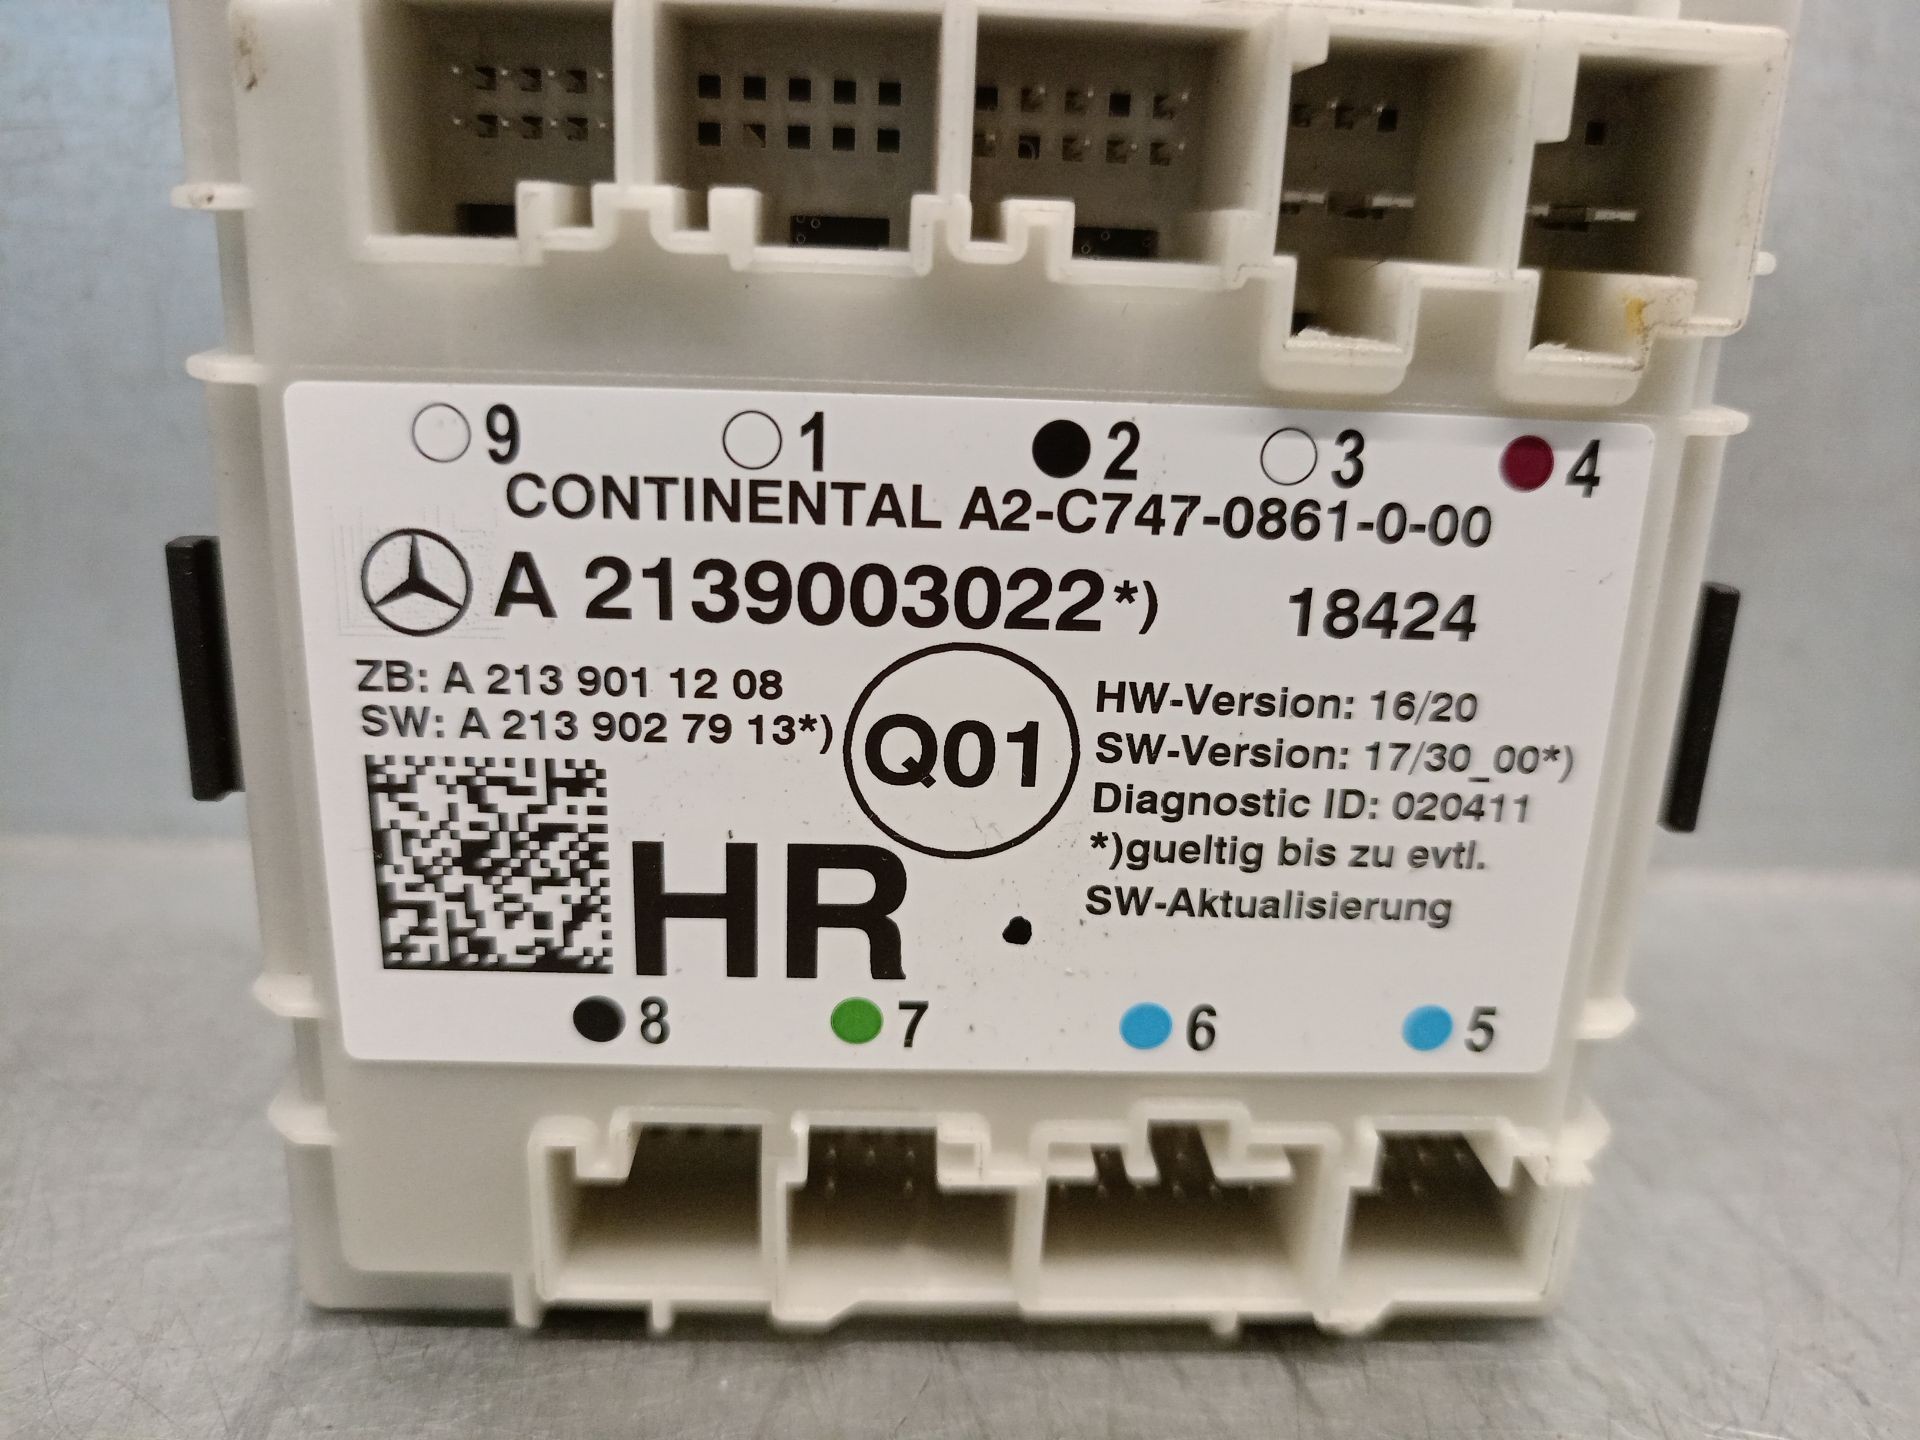 9 1 2 3 4
CONTINENTAL A2-C747-0861-0-00
A 2139003022*) 18424
ZB: A 213 901 12 08
SW: A 213 902 79 13*)
Q01
HW-Version: 16/20
SW-Version: 17/30_00*)
Diagnostic ID: 020411
*)gueltig bis zu evtl.
SW-Aktualisierung
HR
8 7 6 5